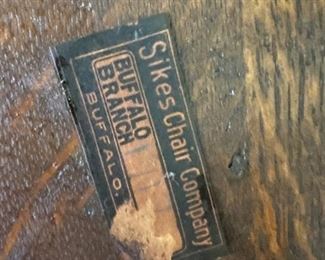 Sikes Chair Company
BUFFALO
BRANCH
BUFFALO.